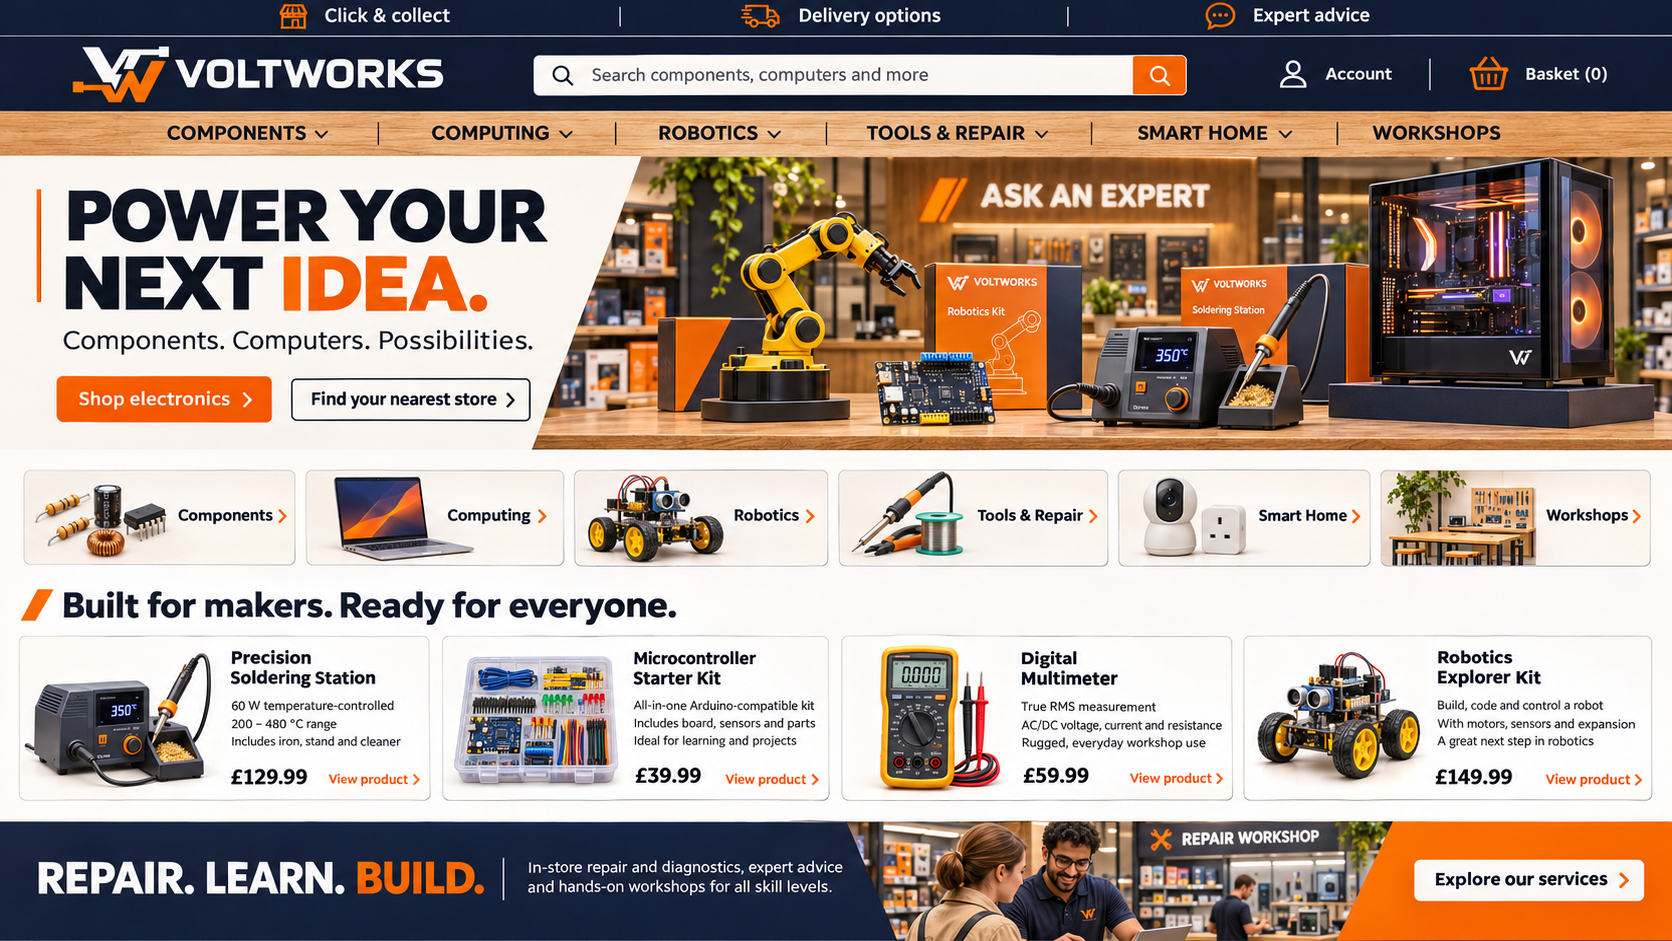 Click & collect
Delivery options
Expert advice
VOLTWORKS
Search components, computers and more
Account
Basket (0)
COMPONENTS
COMPUTING
ROBOTICS
TOOLS & REPAIR
SMART HOME
WORKSHOPS
POWER YOUR
NEXT IDEA.
Components. Computers. Possibilities.
Shop electronics
Find your nearest store
ASK AN EXPERT
VOLTWORKS
Robotics Kit
VOLTWORKS
Soldering Station
350°C
Components
Computing
Robotics
Tools & Repair
Smart Home
Workshops
Built for makers. Ready for everyone.
350°C
Precision
Soldering Station
60 W temperature-controlled
200 – 480 °C range
Includes iron, stand and cleaner
£129.99
View product
Microcontroller
Starter Kit
All-in-one Arduino-compatible kit
Includes board, sensors and parts
Ideal for learning and projects
£39.99
View product
0.000
Digital
Multimeter
True RMS measurement
AC/DC voltage, current and resistance
Rugged, everyday workshop use
£59.99
View product
Robotics
Explorer Kit
Build, code and control a robot
With motors, sensors and expansion
A great next step in robotics
£149.99
View product
REPAIR. LEARN. BUILD.
In-store repair and diagnostics, expert advice
and hands-on workshops for all skill levels.
REPAIR WORKSHOP
Explore our services